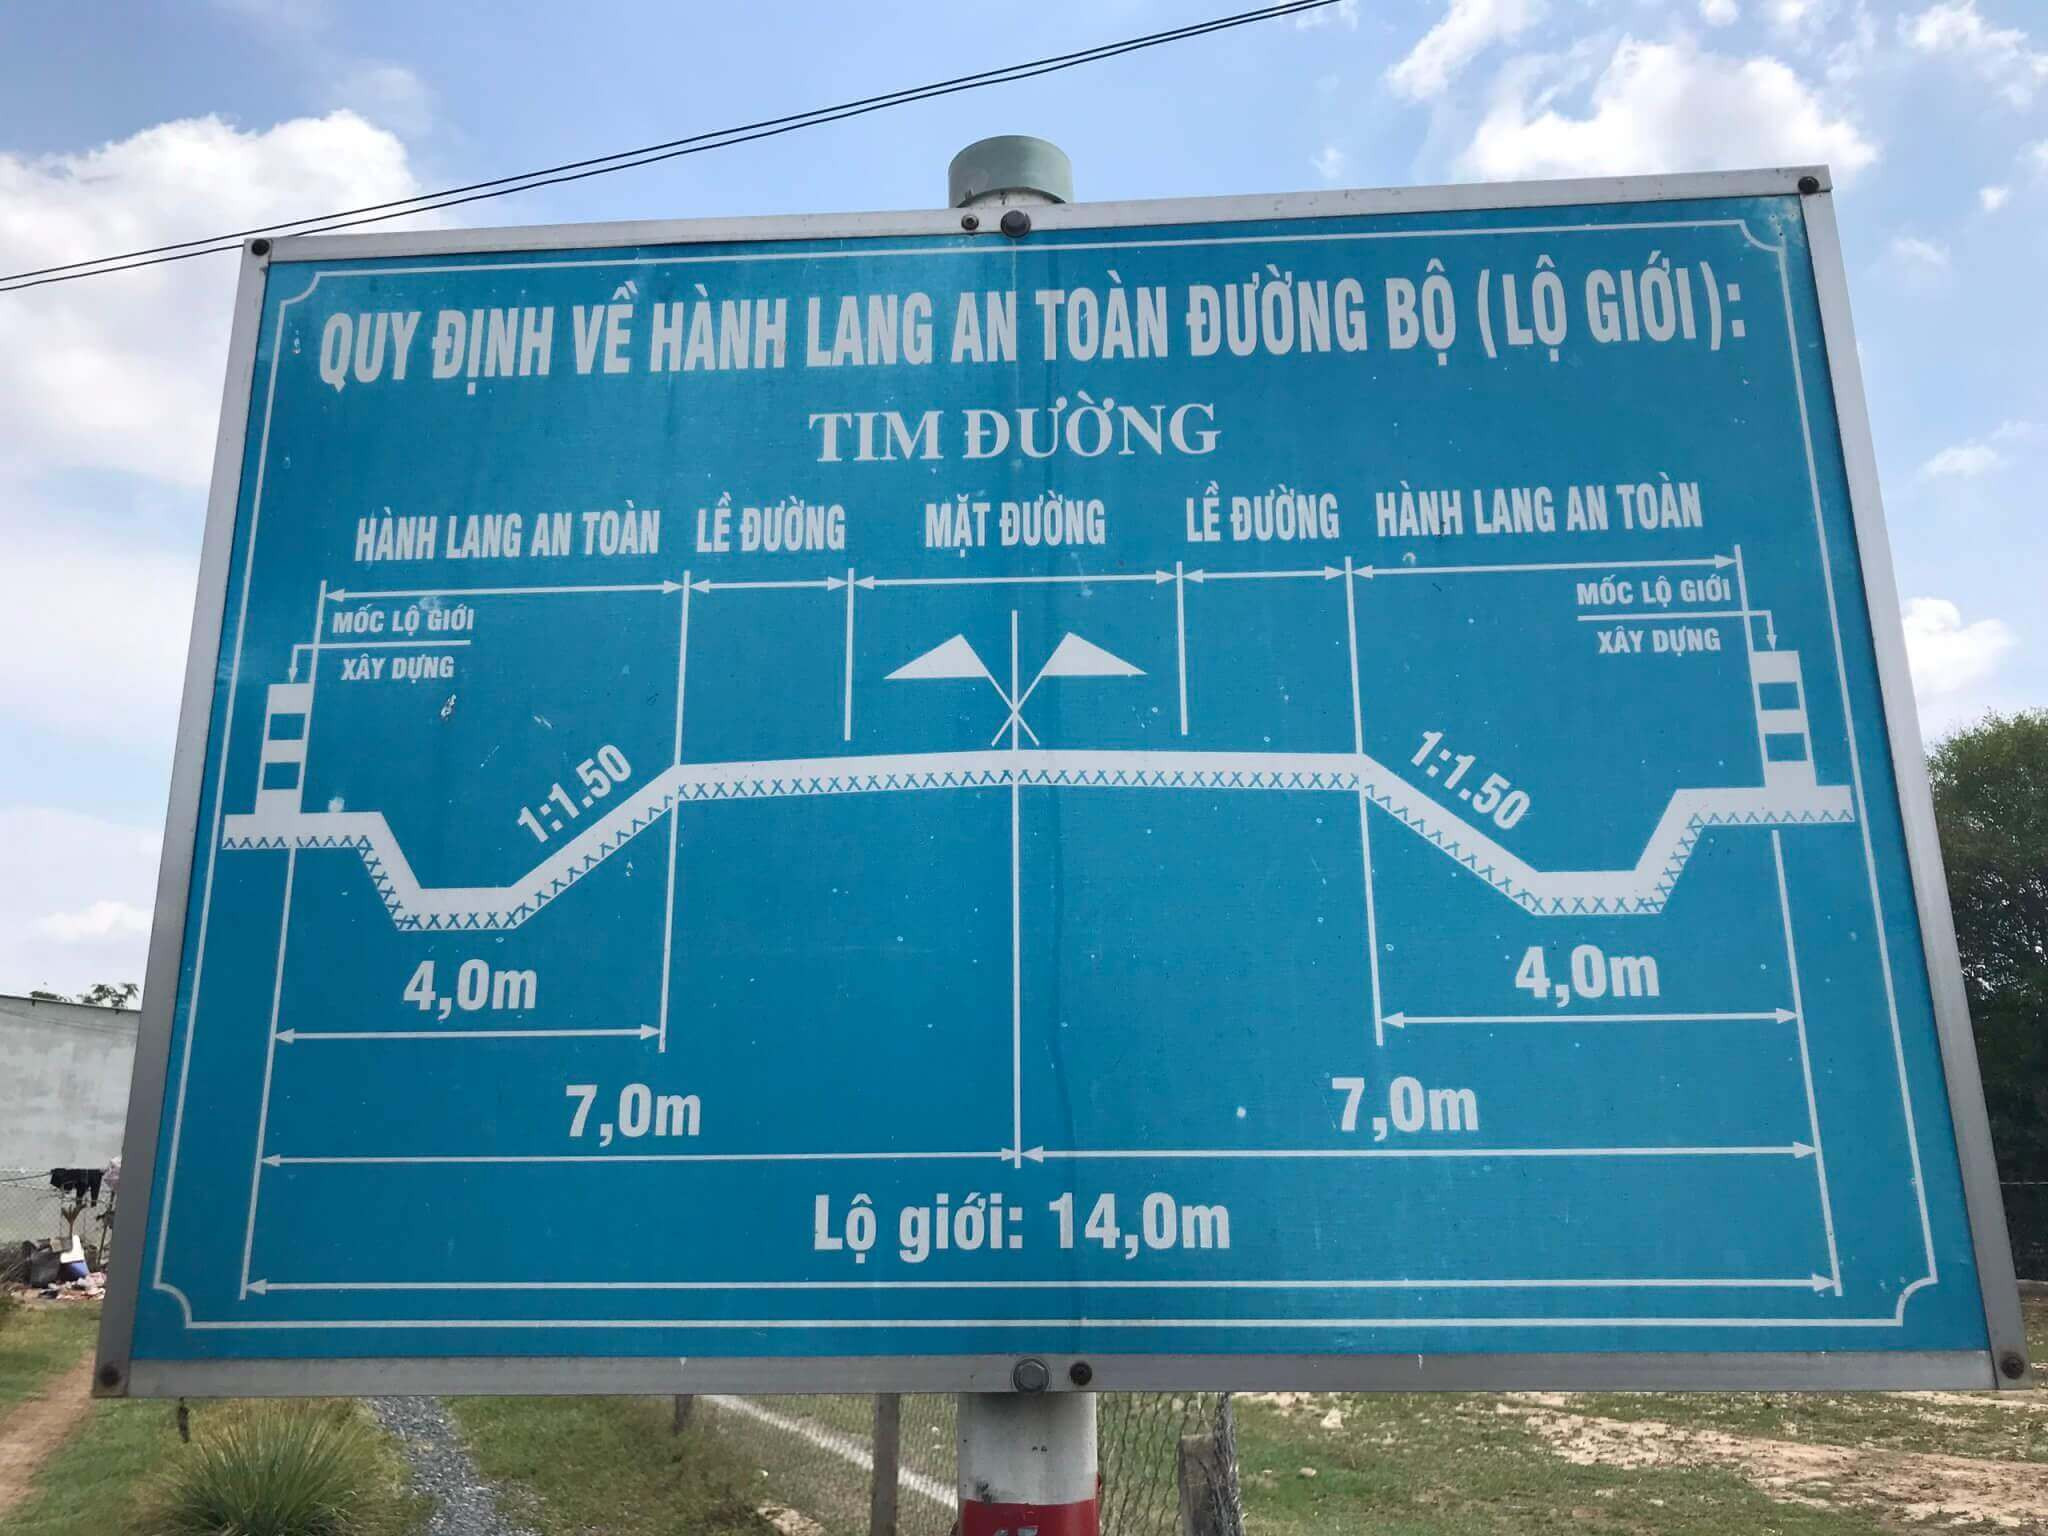 QUY ĐỊNH VỀ HÀNH LANG AN TOÀN ĐƯỜNG BỘ (LỘ GIỚI):
TIM ĐƯỜNG
HÀNH LANG AN TOÀN LỀ ĐƯỜNG MẶT ĐƯỜNG LỀ ĐƯỜNG HÀNH LANG AN TOÀN
MỐC LỘ GIỚI MỐC LỘ GIỚI
XÂY DỰNG XÂY DỰNG
1:1.50 1:1.50
4,0m 4,0m
7,0m 7,0m
Lộ giới: 14,0m